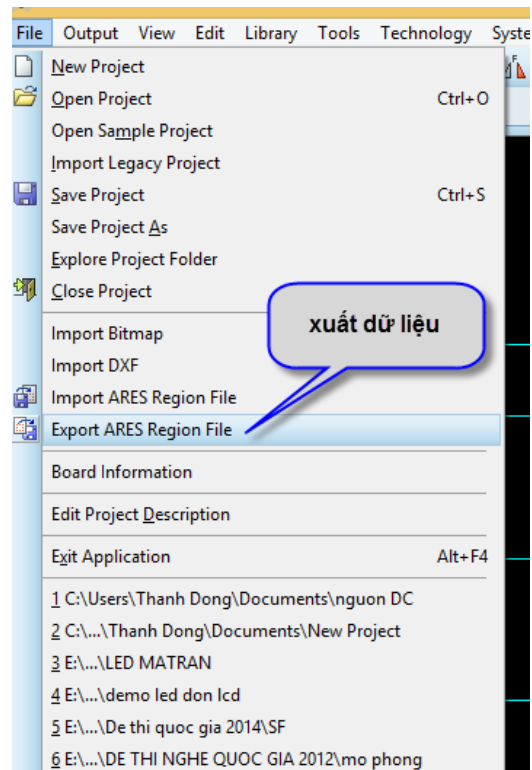 File Output View Edit Library Tools Technology Syste
New Project
Open Project Ctrl+O
Open Sample Project
Import Legacy Project
Save Project Ctrl+S
Save Project As
Explore Project Folder
Close Project
xuất dữ liệu
Import Bitmap
Import DXF
Import ARES Region File
Export ARES Region File
Board Information
Edit Project Description
Exit Application Alt+F4
1 C:\Users\Thanh Dong\Documents\nguon DC
2 C:\...\Thanh Dong\Documents\New Project
3 E:\...\LED MATRAN
4 E:\...\demo led don lcd
5 E:\...\De thi quoc gia 2014\SF
6 E:\...\DE THI NGHE QUOC GIA 2012\mo phong